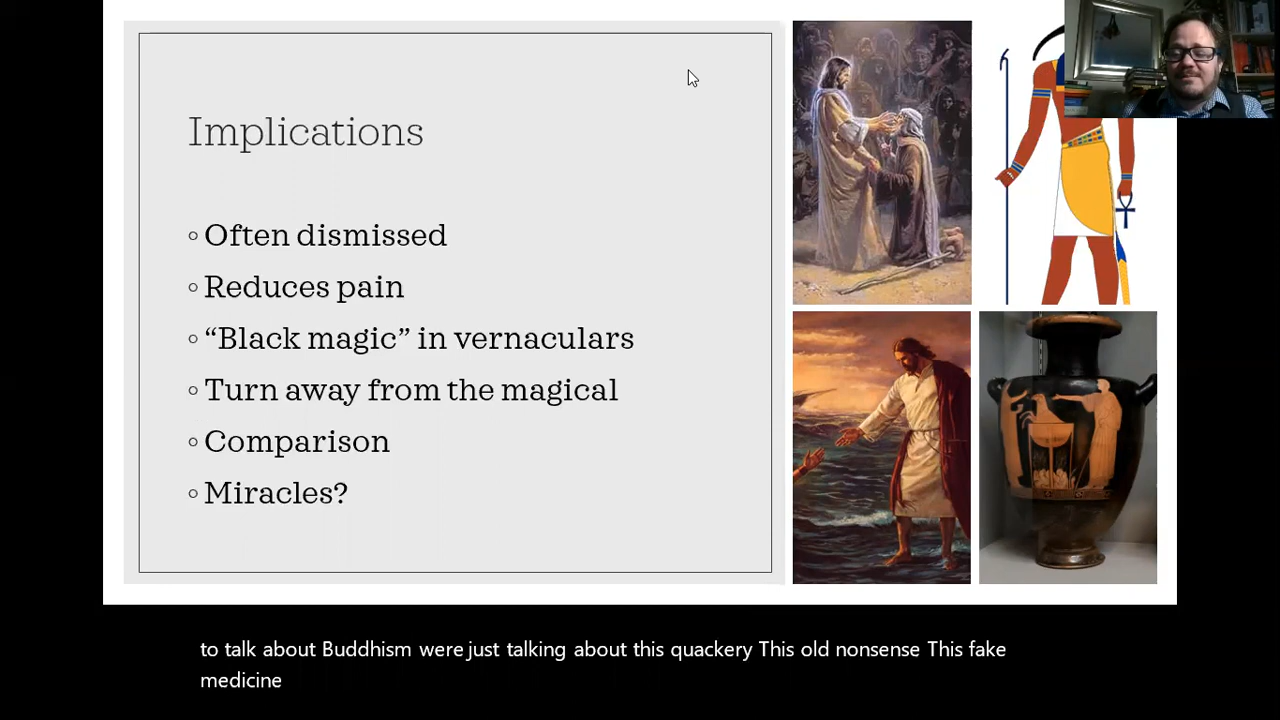 Implications
◦ Often dismissed
◦ Reduces pain
◦ “Black magic” in vernaculars
◦ Turn away from the magical
◦ Comparison
◦ Miracles?
to talk about Buddhism were just talking about this quackery This old nonsense This fake
medicine